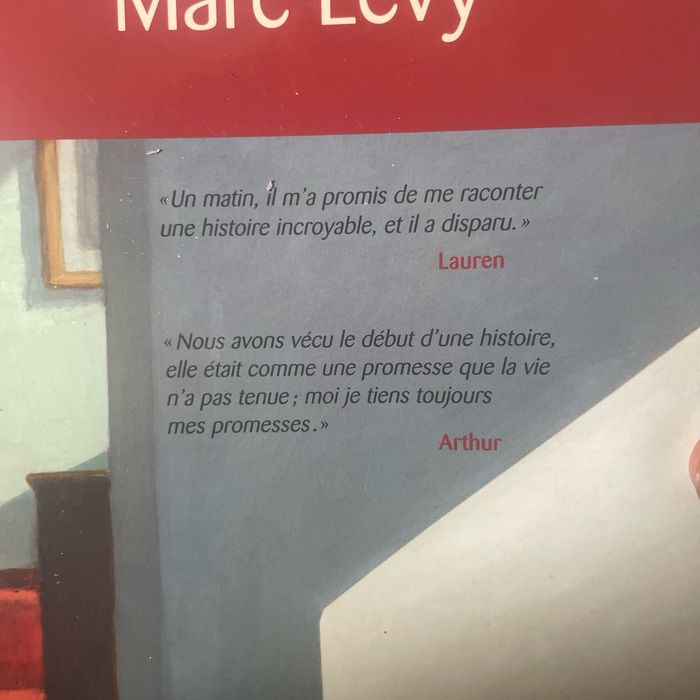 Marc Levy
«Un matin, il m'a promis de me raconter
une histoire incroyable, et il a disparu.»
Lauren
«Nous avons vécu le début d'une histoire,
elle était comme une promesse que la vie
n'a pas tenue ; moi je tiens toujours
mes promesses.»
Arthur